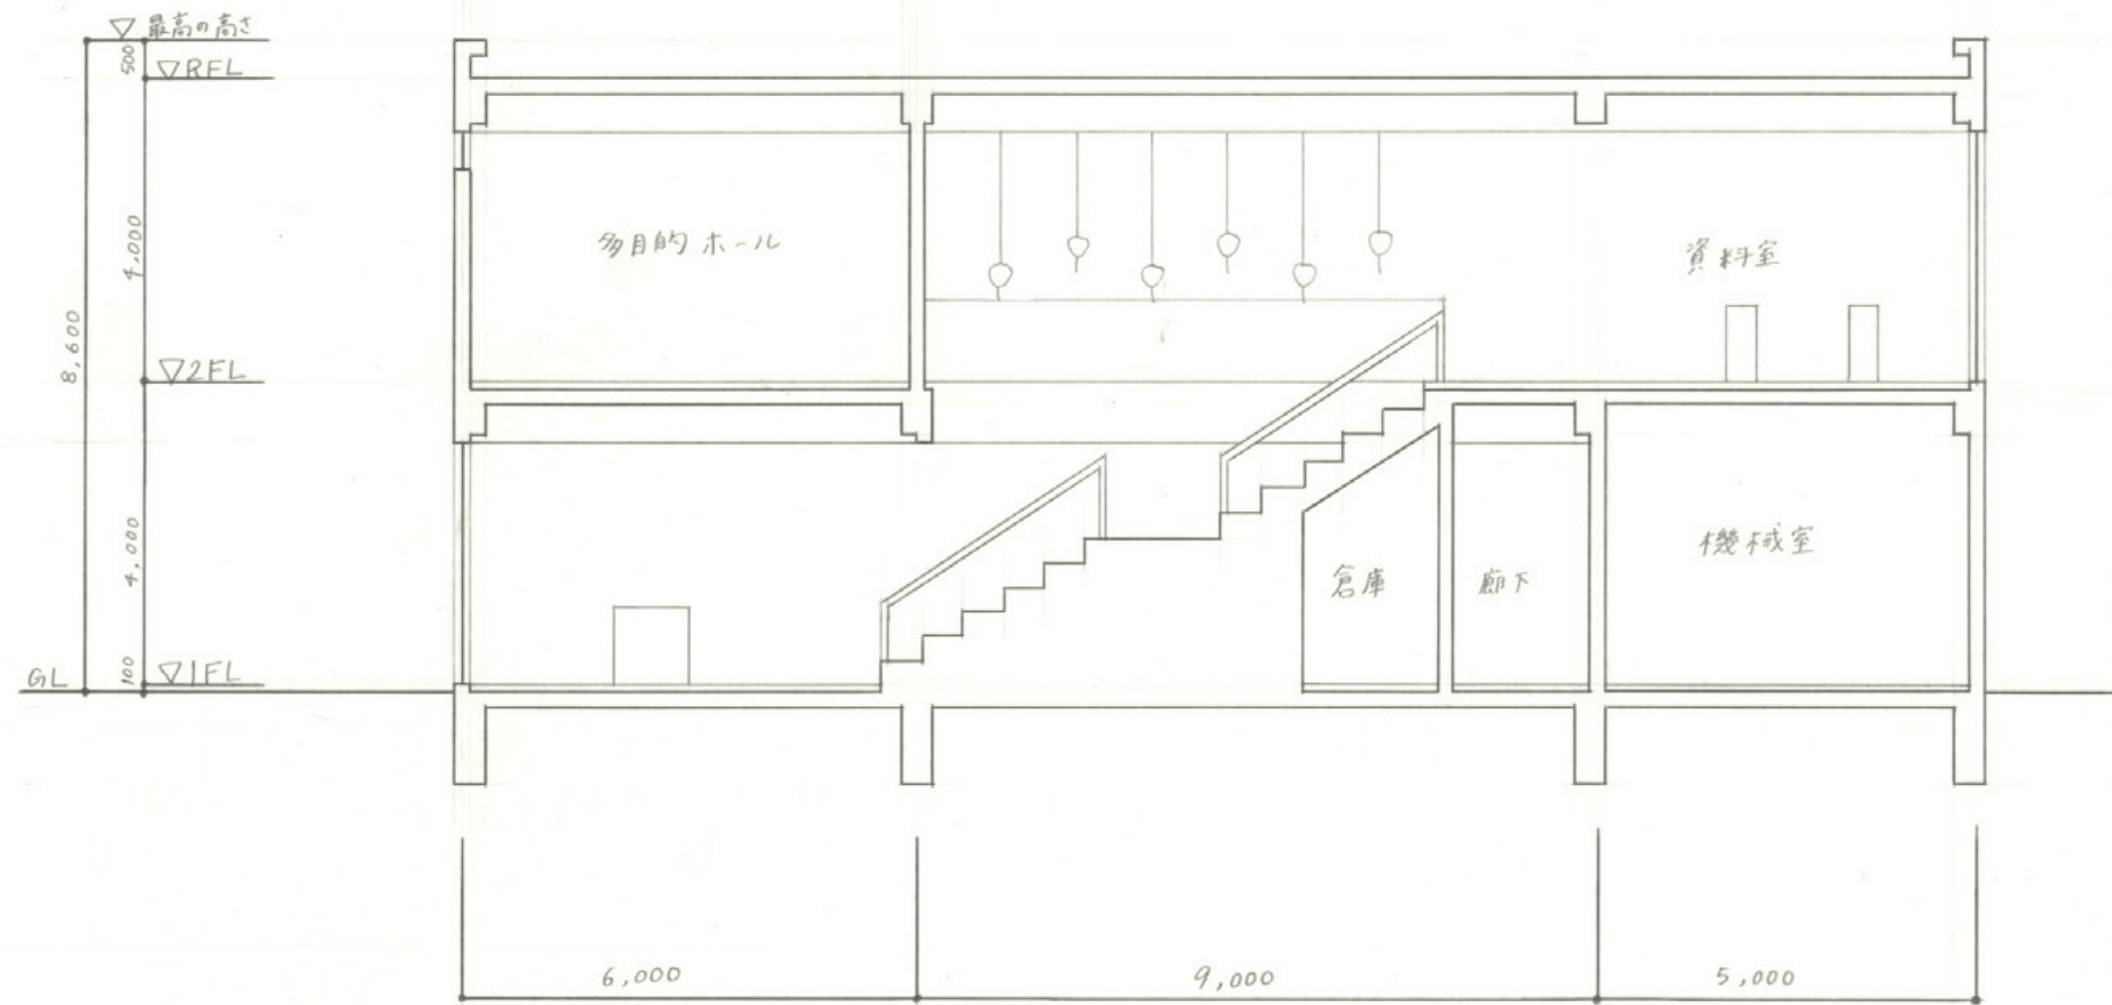 ▽最高の高さ
500
▽RFL
4,000
8,600
▽2FL
4,000
100
▽1FL
GL
多目的ホール
資料室
倉庫
廊下
機械室
6,000
9,000
5,000